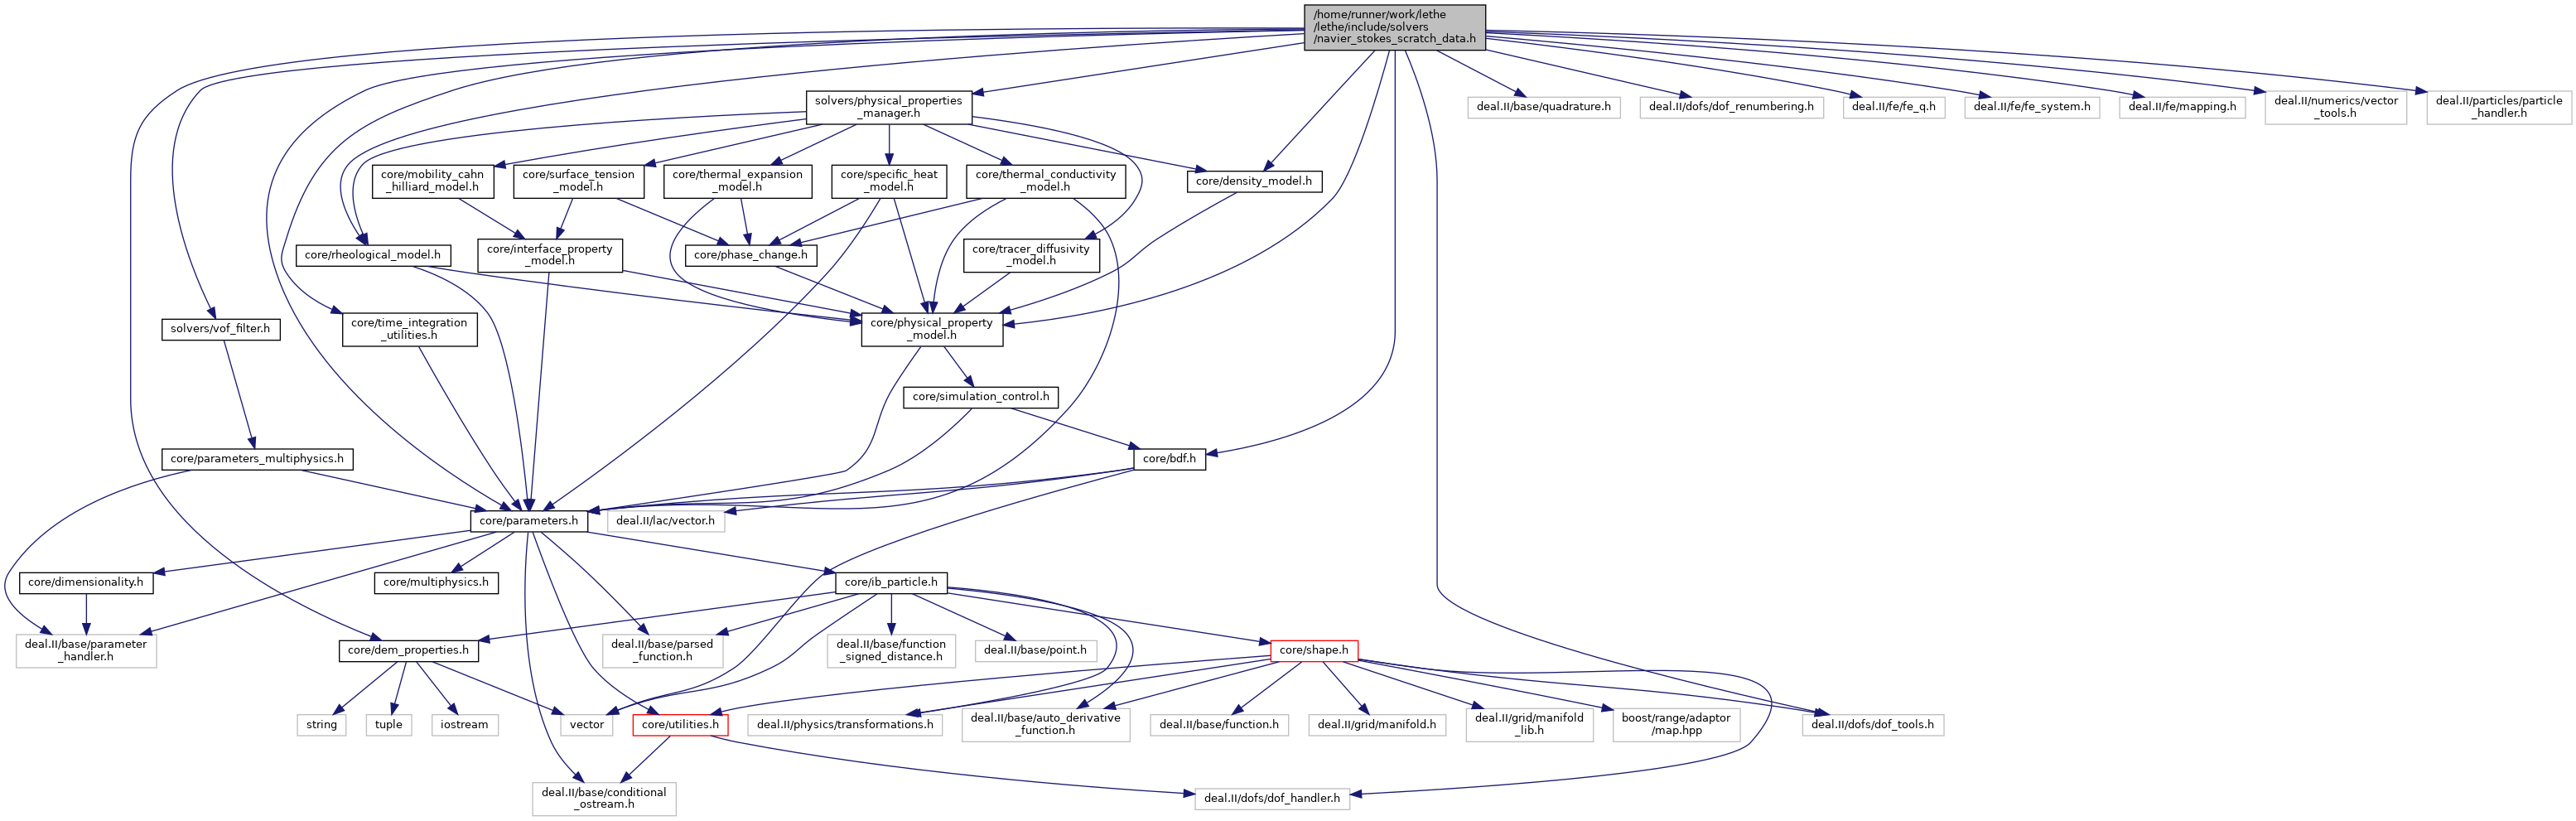 /home/runner/work/lethe
/lethe/include/solvers
/navier_stokes_scratch_data.h
solvers/physical_properties
_manager.h
deal.II/base/quadrature.h
deal.II/dofs/dof_renumbering.h
deal.II/fe/fe_q.h
deal.II/fe/fe_system.h
deal.II/fe/mapping.h
deal.II/numerics/vector
_tools.h
deal.II/particles/particle
_handler.h
core/mobility_cahn
_hilliard_model.h
core/surface_tension
_model.h
core/thermal_expansion
_model.h
core/specific_heat
_model.h
core/thermal_conductivity
_model.h
core/density_model.h
core/rheological_model.h
core/interface_property
_model.h
core/phase_change.h
core/tracer_diffusivity
_model.h
solvers/vof_filter.h
core/time_integration
_utilities.h
core/physical_property
_model.h
core/simulation_control.h
core/parameters_multiphysics.h
core/bdf.h
core/parameters.h
deal.II/lac/vector.h
core/dimensionality.h
core/multiphysics.h
core/ib_particle.h
deal.II/base/parameter
_handler.h
core/dem_properties.h
deal.II/base/parsed
_function.h
deal.II/base/function
_signed_distance.h
deal.II/base/point.h
core/shape.h
string
tuple
iostream
vector
core/utilities.h
deal.II/physics/transformations.h
deal.II/base/auto_derivative
_function.h
deal.II/base/function.h
deal.II/grid/manifold.h
deal.II/grid/manifold
_lib.h
boost/range/adaptor
/map.hpp
deal.II/dofs/dof_tools.h
deal.II/base/conditional
_ostream.h
deal.II/dofs/dof_handler.h